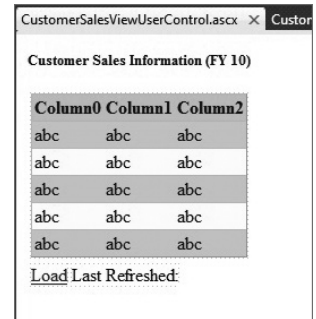 CustomerSalesViewUserControl.ascx × Custor
Customer Sales Information (FY 10)
Column0 Column1 Column2
abc abc abc
abc abc abc
abc abc abc
abc abc abc
abc abc abc
Load Last Refreshed: